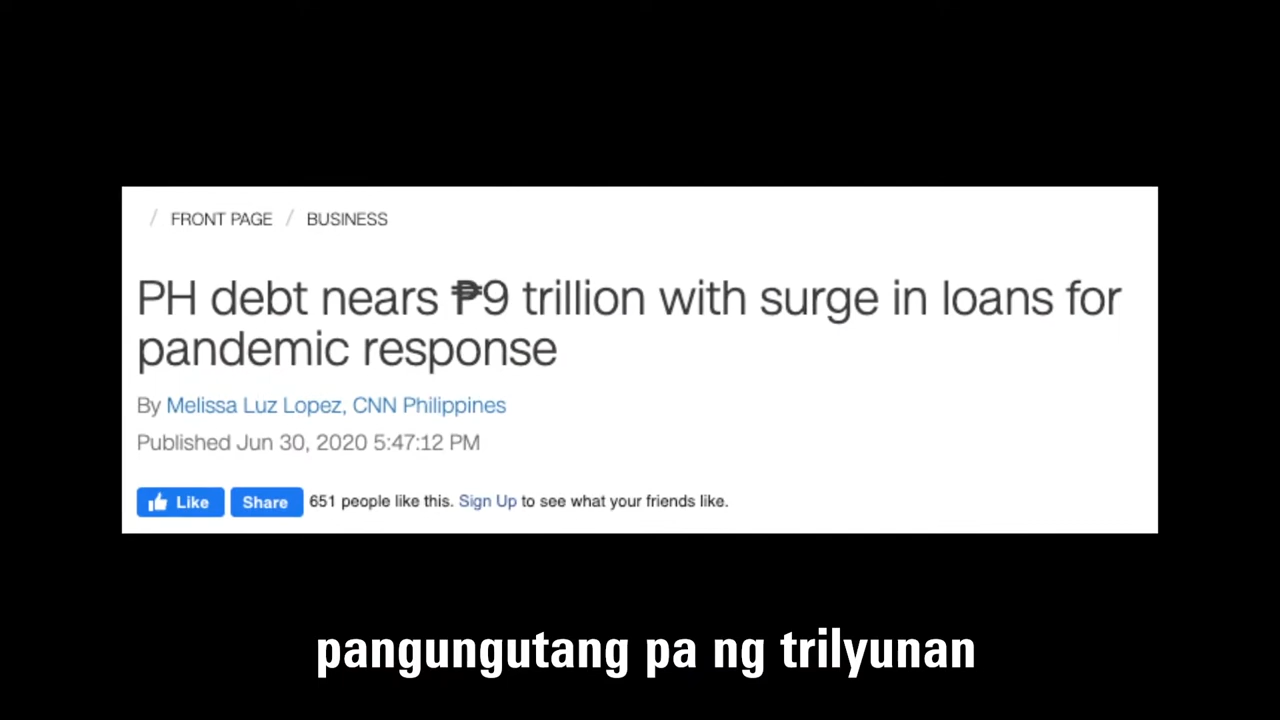 / FRONT PAGE / BUSINESS
PH debt nears ₱9 trillion with surge in loans for
pandemic response
By Melissa Luz Lopez, CNN Philippines
Published Jun 30, 2020 5:47:12 PM
Like Share 651 people like this. Sign Up to see what your friends like.
pangungutang pa ng trilyunan